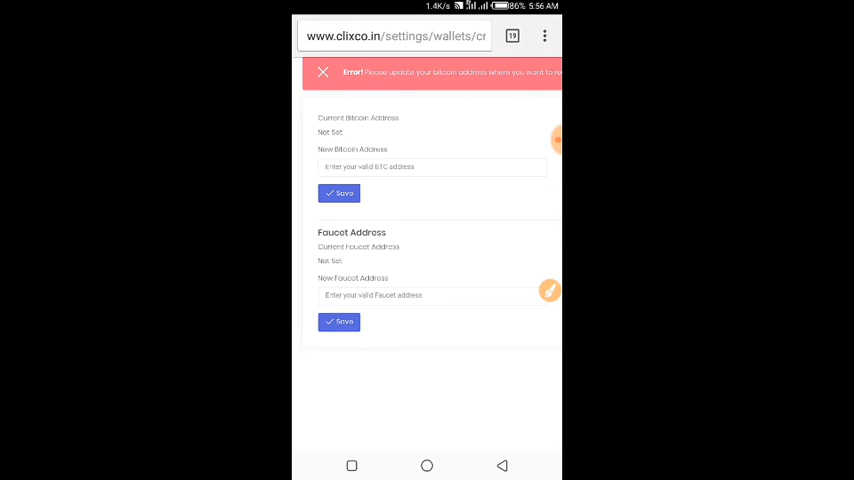 1.4K/s 86% 5:56 AM
www.clixco.in/settings/wallets/cr
19
Error! Please update your bitcoin address where you want to re
Current Bitcoin Address
Not Set
New Bitcoin Address
Enter your valid BTC address
Save
Faucet Address
Current Faucet Address
Not Set
New Faucet Address
Enter your valid Faucet address
Save